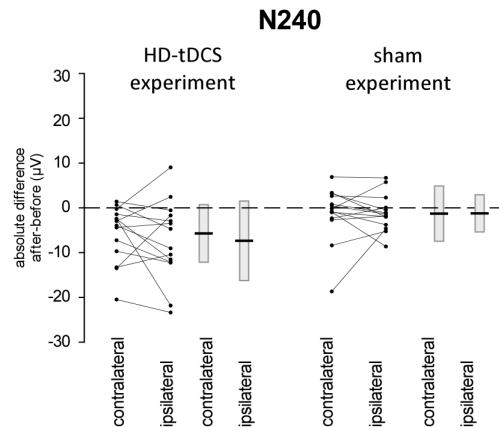 N240
HD-tDCS
experiment
sham
experiment
absolute difference
after-before (µV)
30
20
10
0
-10
-20
-30
contralateral
ipsilateral
contralateral
ipsilateral
contralateral
ipsilateral
contralateral
ipsilateral